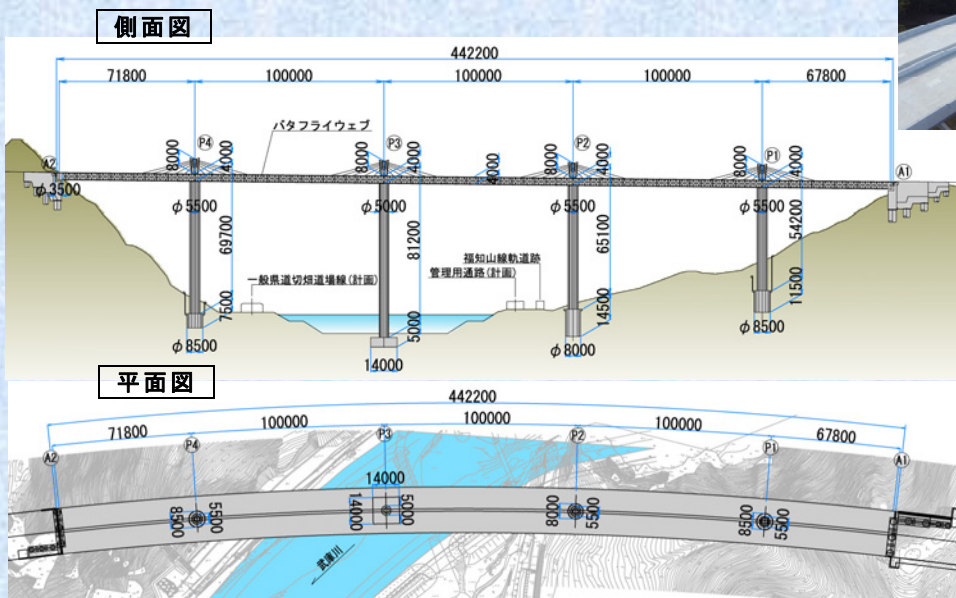 側面図
442200
71800 100000 100000 100000 67800
バタフライウェブ
P4 P3 P2 P1
A2 8000 4000 8000 4000 4000 8000 4000 8000 4000 A1
φ3500
φ5500 φ5000 φ5500 φ5500
69700 81200 65100 54200
一般県道切畑道場線(計画)
福知山線軌道跡
管理用通路(計画)
7500 5000 14500 11500
φ8500 14000 φ8000 φ8500
平面図
442200
71800 100000 100000 100000 67800
A2 P4 P3 P2 P1 A1
14000
8500 5500 14000 5000 8000 5500 8500 5500
武庫川